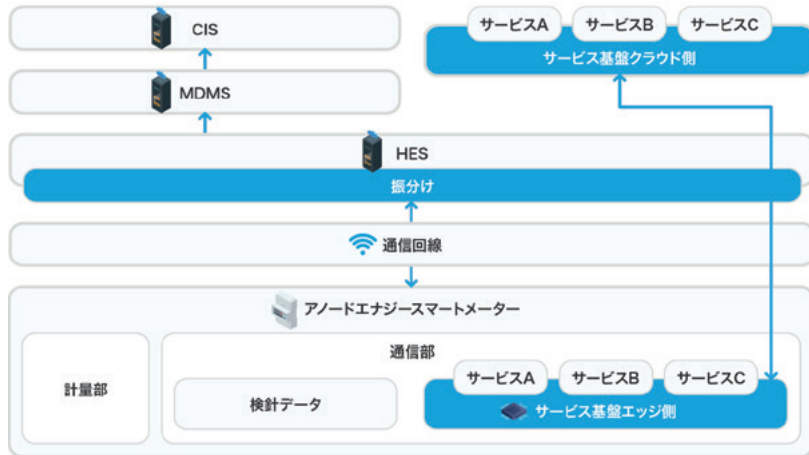 CIS
サービスA
サービスB
サービスC
サービス基盤クラウド側
MDMS
HES
振分け
通信回線
アノードエナジースマートメーター
計量部
通信部
検針データ
サービスA
サービスB
サービスC
サービス基盤エッジ側